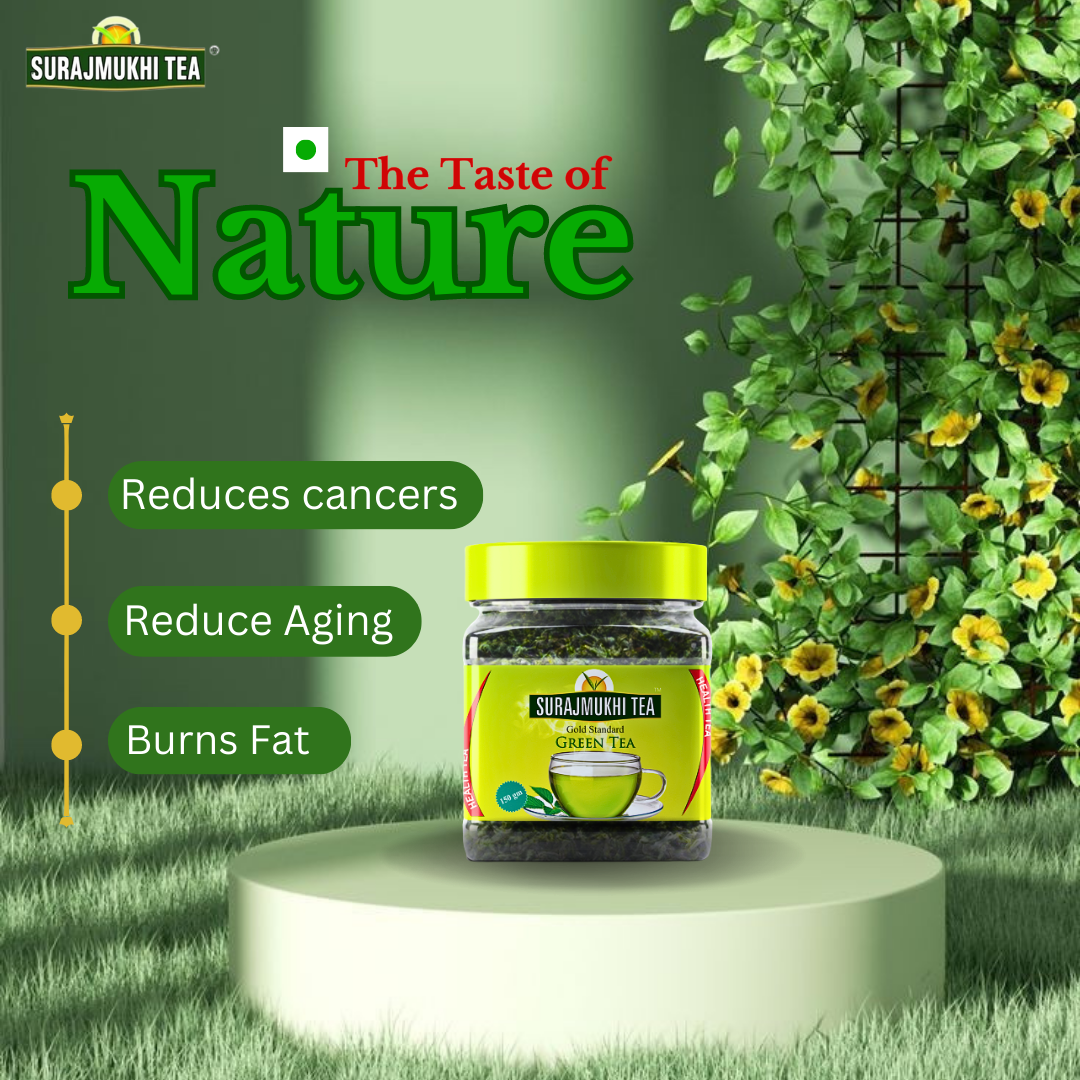 SURAJMUKHI TEA
The Taste of
Nature
Reduces cancers
Reduce Aging
Burns Fat
SURAJMUKHI TEA
TM
Gold Standard
GREEN TEA
HEALTH TEA
HEALTH TEA
150 gm